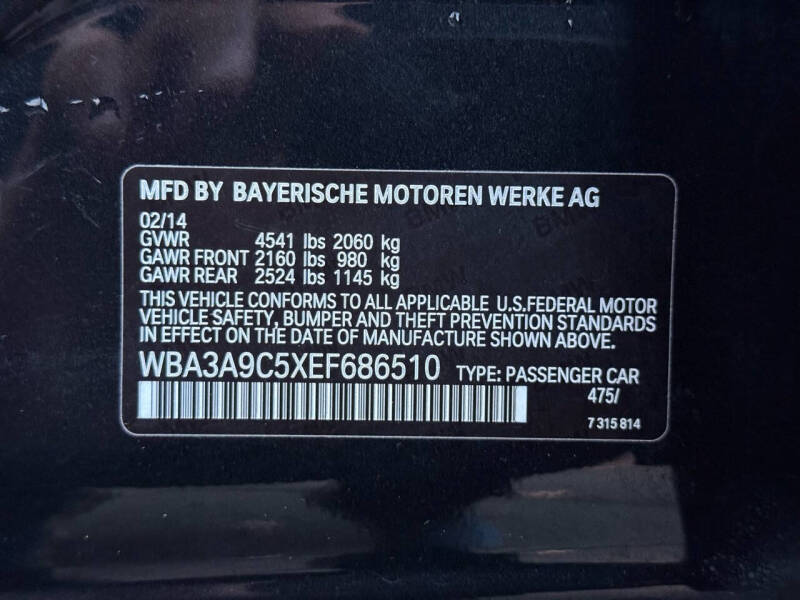 MFD BY BAYERISCHE MOTOREN WERKE AG
02/14
GVWR 4541 lbs 2060 kg
GAWR FRONT 2160 lbs 980 kg
GAWR REAR 2524 lbs 1145 kg
THIS VEHICLE CONFORMS TO ALL APPLICABLE U.S.FEDERAL MOTOR
VEHICLE SAFETY, BUMPER AND THEFT PREVENTION STANDARDS
IN EFFECT ON THE DATE OF MANUFACTURE SHOWN ABOVE.
WBA3A9C5XEF686510 TYPE: PASSENGER CAR
475/
7 315 814